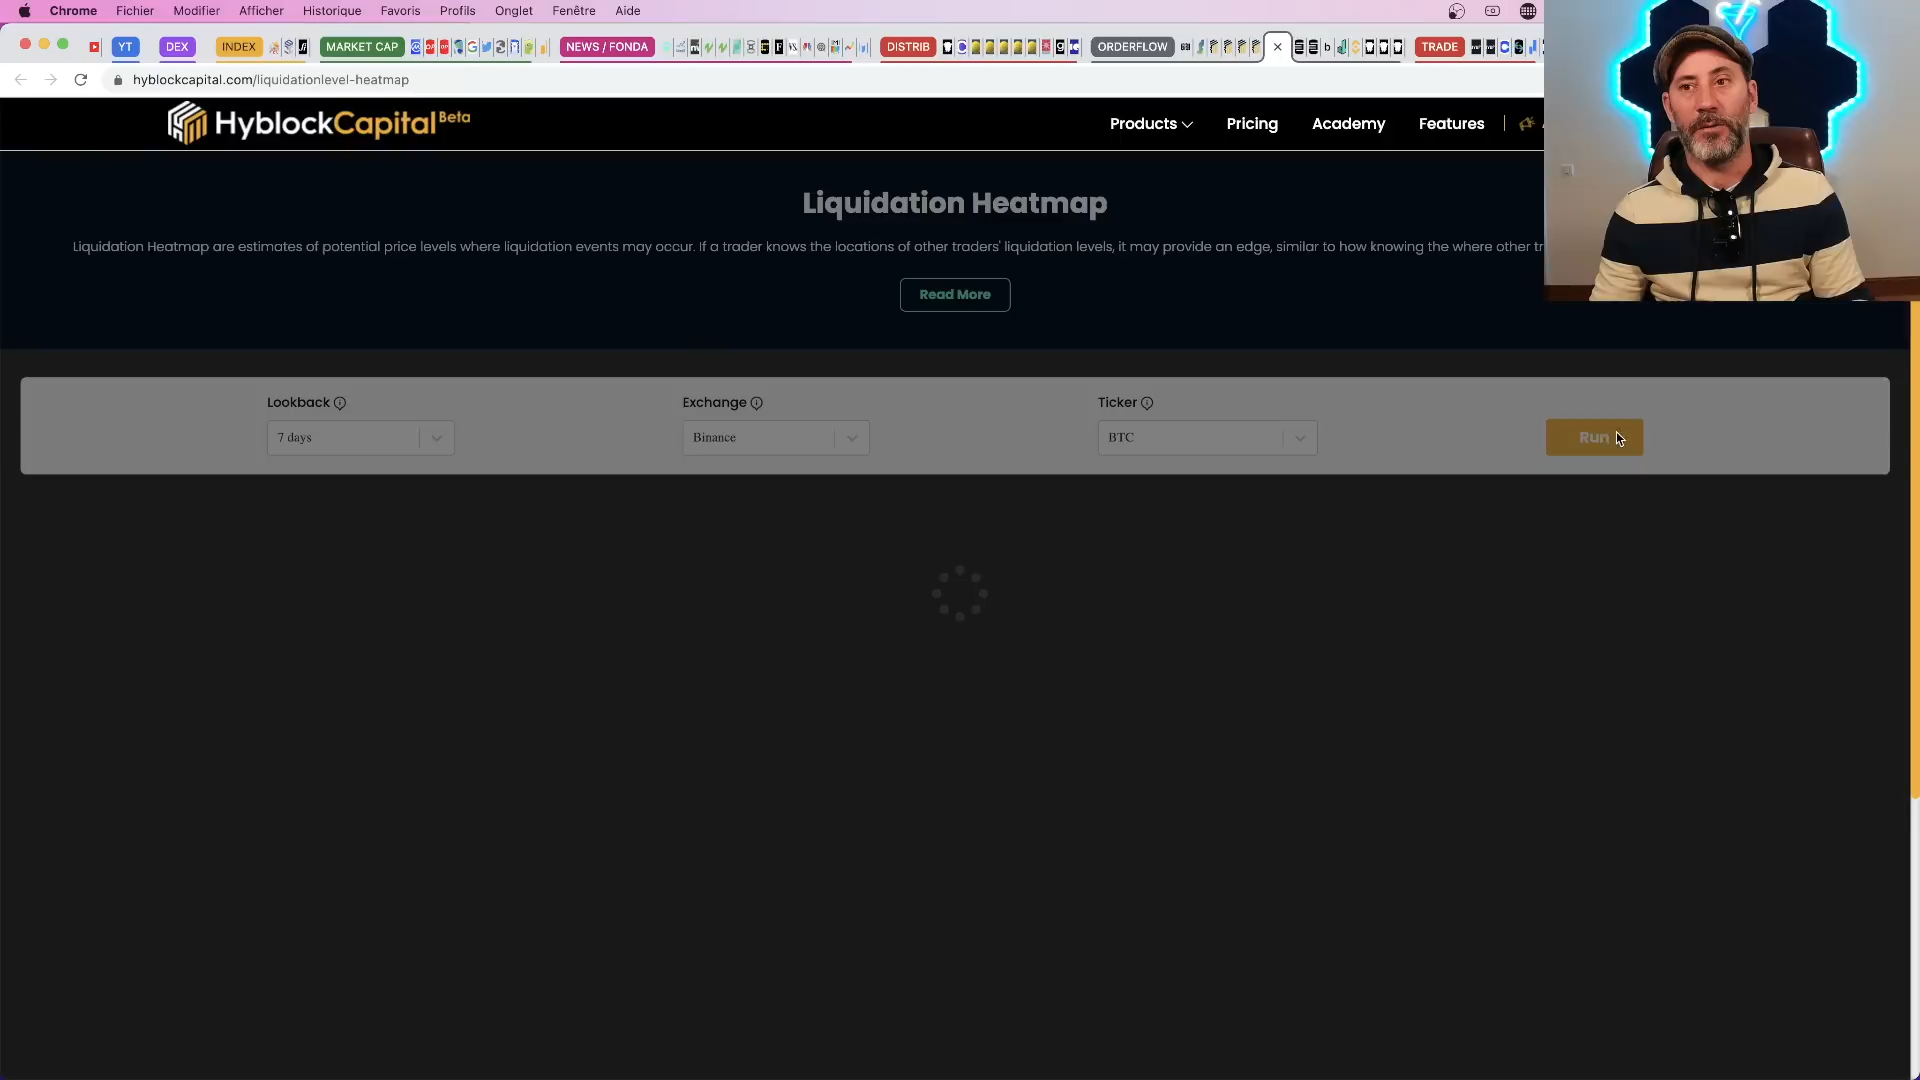 Chrome Fichier Modifier Afficher Historique Favoris Profils Onglet Fenêtre Aide
YT DEX INDEX MARKET CAP NEWS / FONDA DISTRIB ORDERFLOW TRADE
hyblockcapital.com/liquidationlevel-heatmap
HyblockCapital Beta
Products Pricing Academy Features
Liquidation Heatmap
Liquidation Heatmap are estimates of potential price levels where liquidation events may occur. If a trader knows the locations of other traders' liquidation levels, it may provide an edge, similar to how knowing the where other tr
Read More
Lookback Exchange Ticker
7 days Binance BTC Run